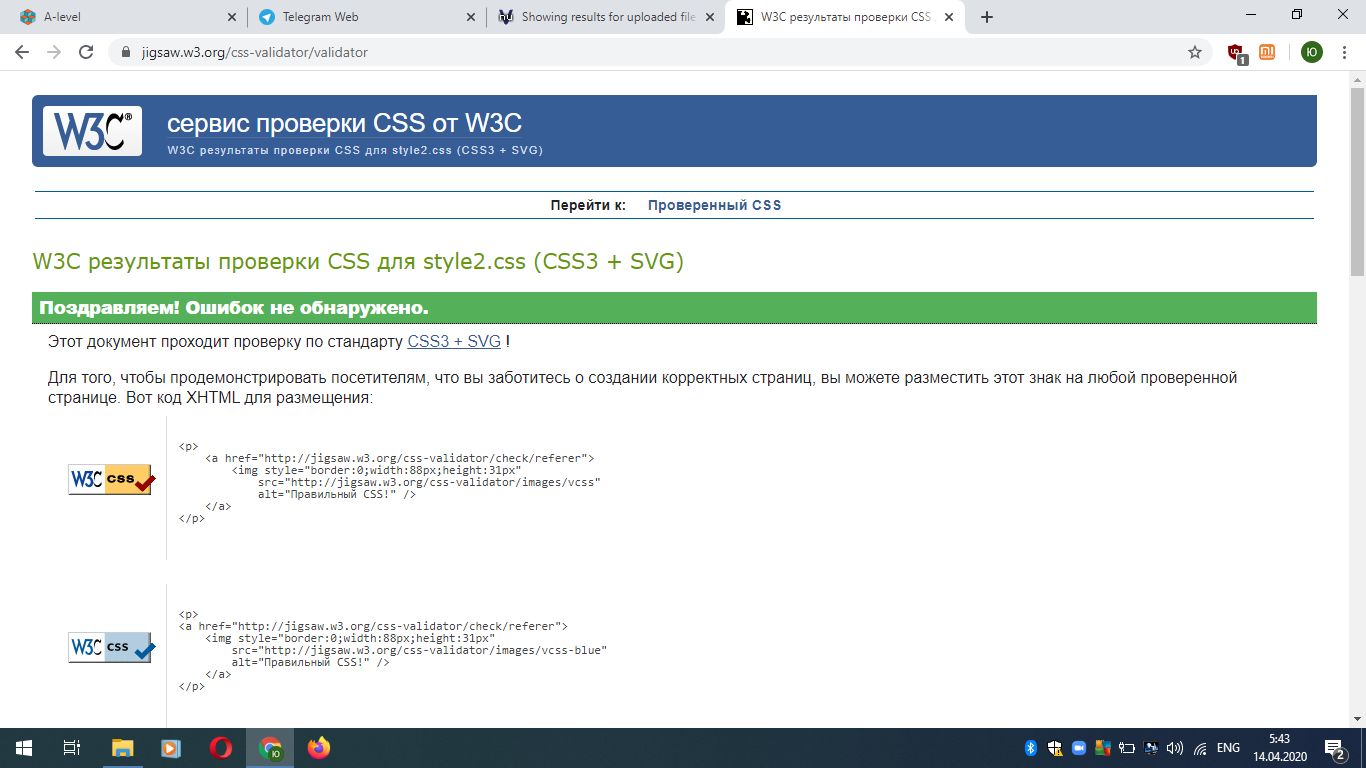 A-level
Telegram Web
Showing results for uploaded file
W3C результаты проверки CSS
jigsaw.w3.org/css-validator/validator
1
Ю
W3C®
сервис проверки CSS от W3C
W3C результаты проверки CSS для style2.css (CSS3 + SVG)
Перейти к: Проверенный CSS
W3C результаты проверки CSS для style2.css (CSS3 + SVG)
Поздравляем! Ошибок не обнаружено.
Этот документ проходит проверку по стандарту CSS3 + SVG !
Для того, чтобы продемонстрировать посетителям, что вы заботитесь о создании корректных страниц, вы можете разместить этот знак на любой проверенной
странице. Вот код XHTML для размещения:
W3C css
<p>
<a href="http://jigsaw.w3.org/css-validator/check/referer">
<img style="border:0;width:88px;height:31px"
src="http://jigsaw.w3.org/css-validator/images/vcss"
alt="Правильный CSS!" />
</a>
</p>
W3C css
<p>
<a href="http://jigsaw.w3.org/css-validator/check/referer">
<img style="border:0;width:88px;height:31px"
src="http://jigsaw.w3.org/css-validator/images/vcss-blue"
alt="Правильный CSS!" />
</a>
</p>
Ю
ENG
5:43
14.04.2020
2